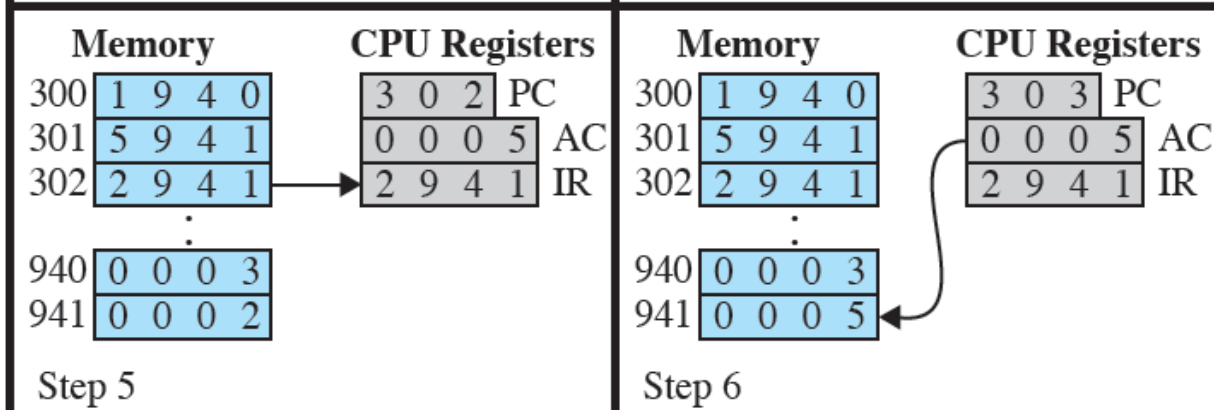 Memory CPU Registers
300 1 9 4 0 3 0 2 PC
301 5 9 4 1 0 0 0 5 AC
302 2 9 4 1 2 9 4 1 IR
940 0 0 0 3
941 0 0 0 2
Step 5
Memory CPU Registers
300 1 9 4 0 3 0 3 PC
301 5 9 4 1 0 0 0 5 AC
302 2 9 4 1 2 9 4 1 IR
940 0 0 0 3
941 0 0 0 5
Step 6